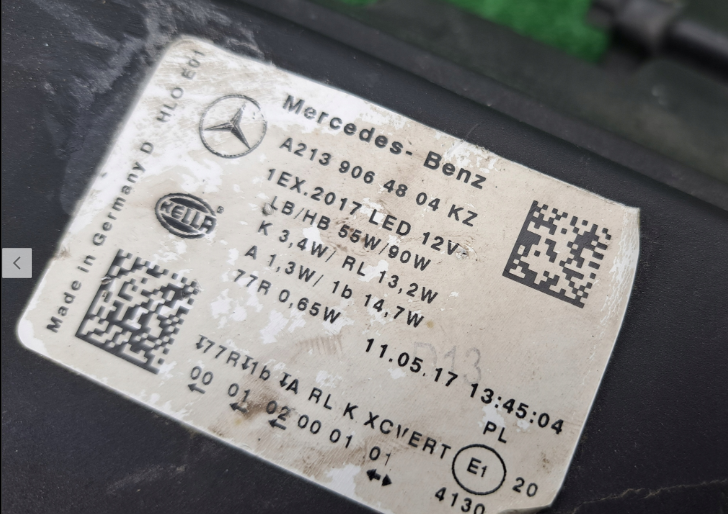 Mercedes-Benz
A213 906 48 04 KZ
1EX.2017 LED 12V
LB/HB 55W/90W
K 3,4W/ RL 13,2W
A 1,3W/ 1b 14,7W
77R 0,65W
HELLA
Made in Germany D HLO E01
11.05.17 13:45:04
PL
77R 1b A RL K XCVERT
00 01 02 00 01 01
E1
20
4130